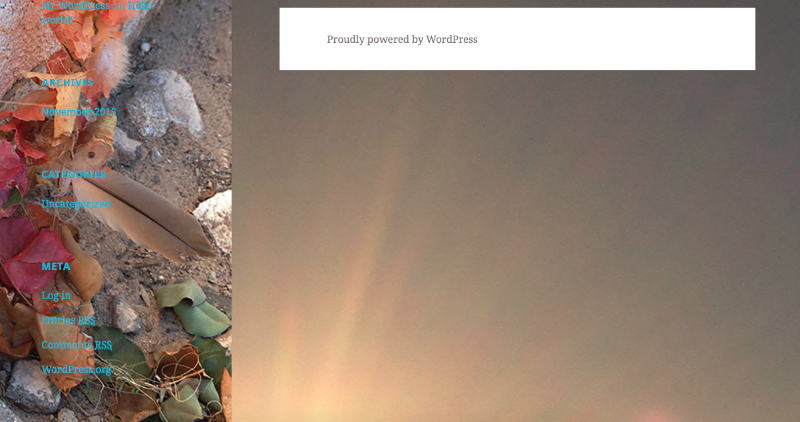 Mr WordPress on Hello
world!
ARCHIVES
November 2015
CATEGORIES
Uncategorized
META
Log in
Entries RSS
Comments RSS
WordPress.org
Proudly powered by WordPress